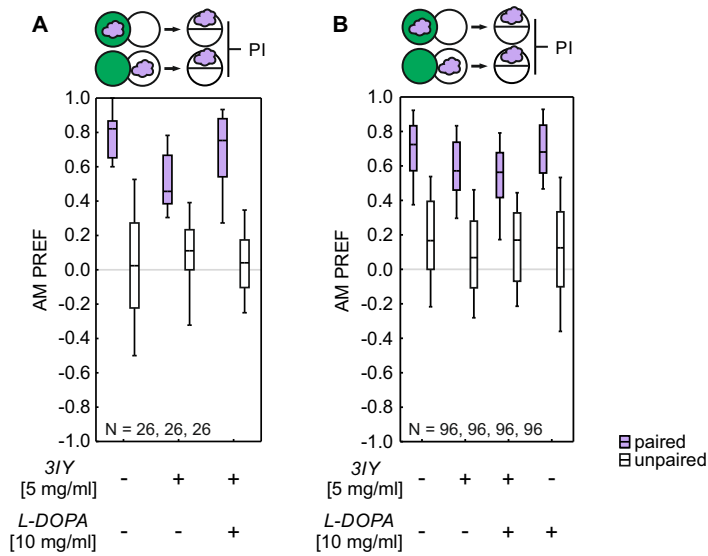 A
PI
1.0
0.8
0.6
0.4
0.2
0.0
-0.2
-0.4
-0.6
-0.8
-1.0
AM PREF
N = 26, 26, 26
3IY
[5 mg/ml]
- + +
L-DOPA
[10 mg/ml]
- - +
B
PI
1.0
0.8
0.6
0.4
0.2
0.0
-0.2
-0.4
-0.6
-0.8
-1.0
AM PREF
N = 96, 96, 96, 96
3IY
[5 mg/ml]
- + + -
L-DOPA
[10 mg/ml]
- - + +
paired
unpaired